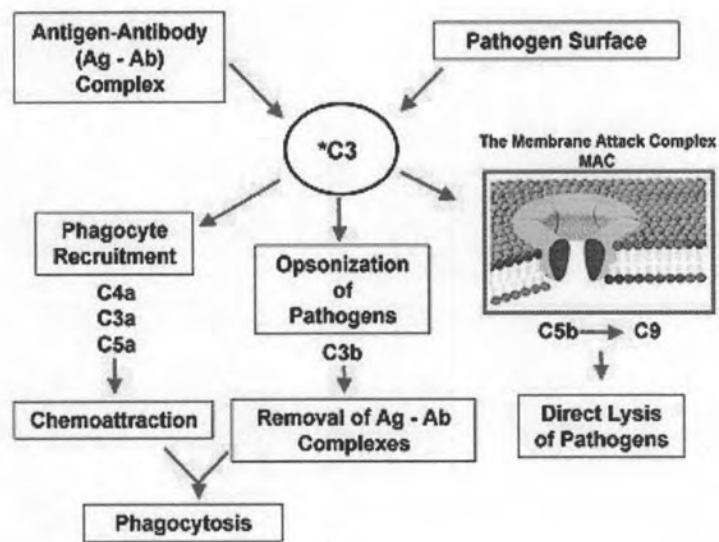 Antigen-Antibody
(Ag - Ab)
Complex
Pathogen Surface
*C3
The Membrane Attack Complex
MAC
Phagocyte
Recruitment
C4a
C3a
C5a
Opsonization
of
Pathogens
C3b
C5b C9
Chemoattraction
Removal of Ag - Ab
Complexes
Direct Lysis
of Pathogens
Phagocytosis